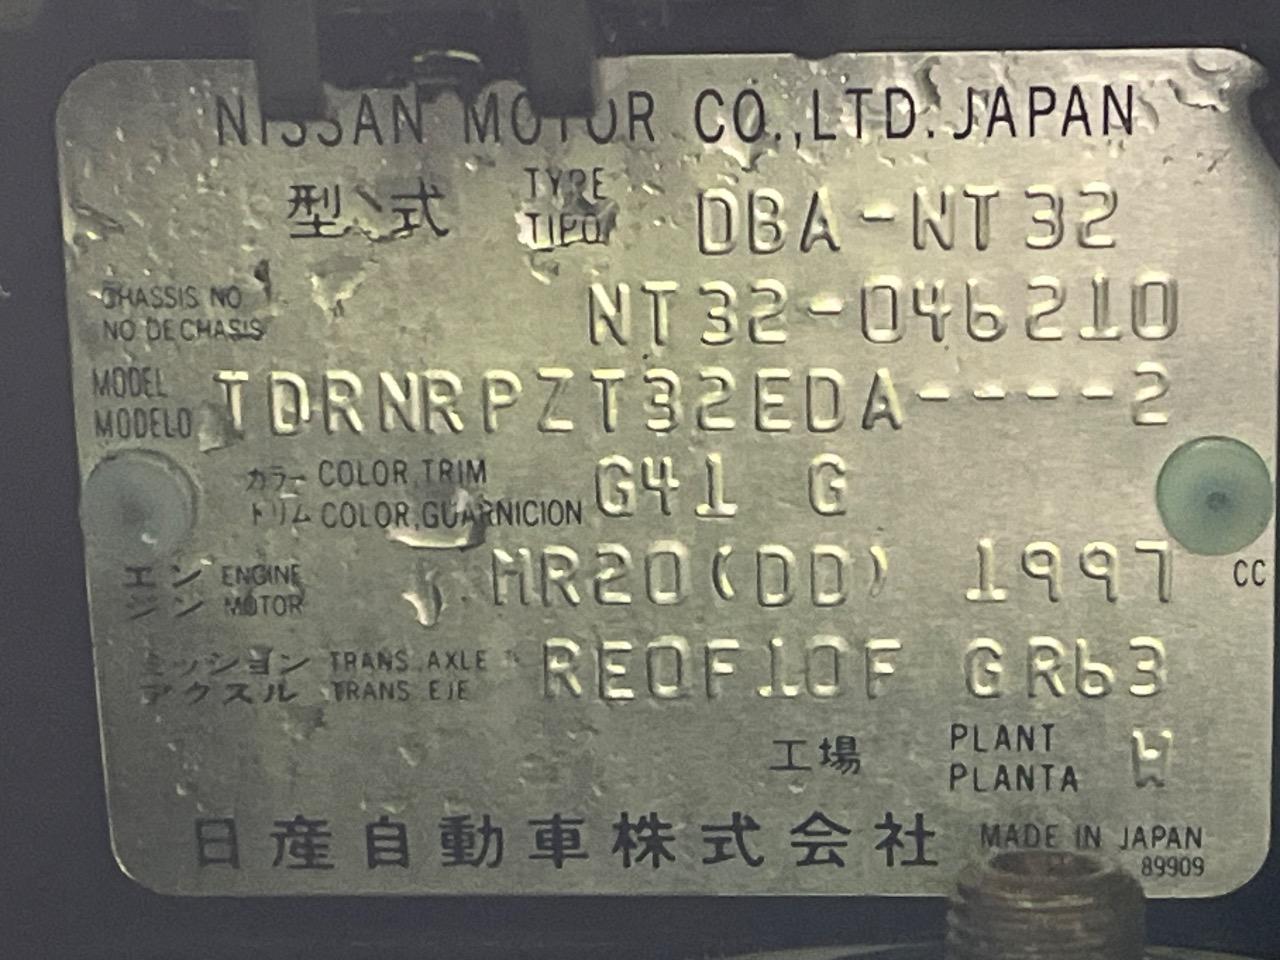 NISSAN MOTOR CO.,LTD. JAPAN
型式 TYPE TIPO DBA-NT32
CHASSIS NO
NO DE CHASIS NT32-046210
MODEL
MODELO TDRNRPZT32EDA----2
カラー COLOR,TRIM
トリム COLOR,GUARNICION G41 G
エンジン ENGINE MOTOR MR20(DD) 1997 CC
ミッション TRANS. AXLE
アクスル TRANS EJE RE0F10F GR63
工場 PLANT
PLANTA W
日産自動車株式会社 MADE IN JAPAN
89909